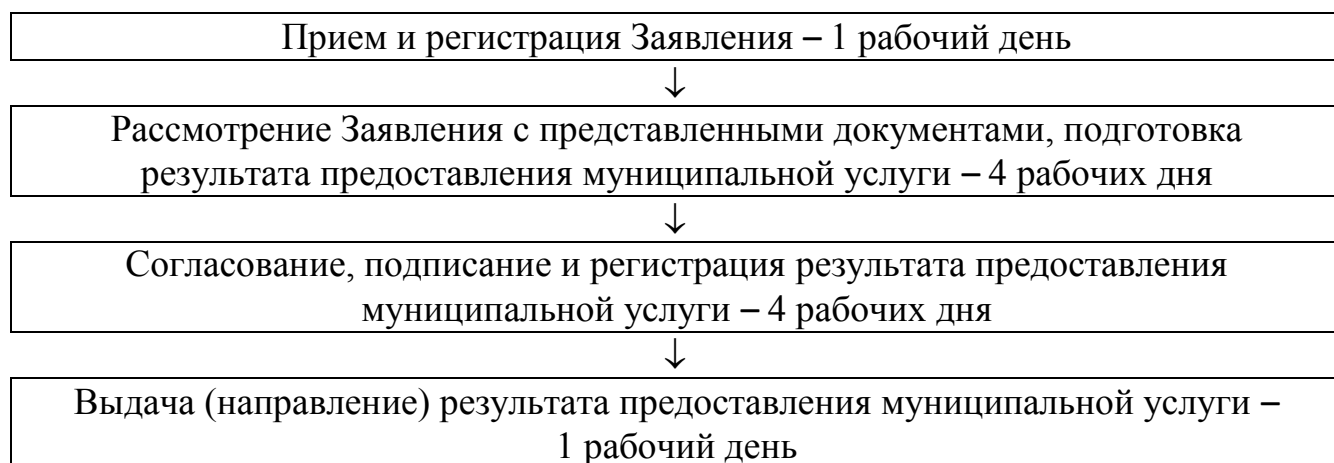 Прием и регистрация Заявления – 1 рабочий день
↓
Рассмотрение Заявления с представленными документами, подготовка
результата предоставления муниципальной услуги – 4 рабочих дня
↓
Согласование, подписание и регистрация результата предоставления
муниципальной услуги – 4 рабочих дня
↓
Выдача (направление) результата предоставления муниципальной услуги –
1 рабочий день